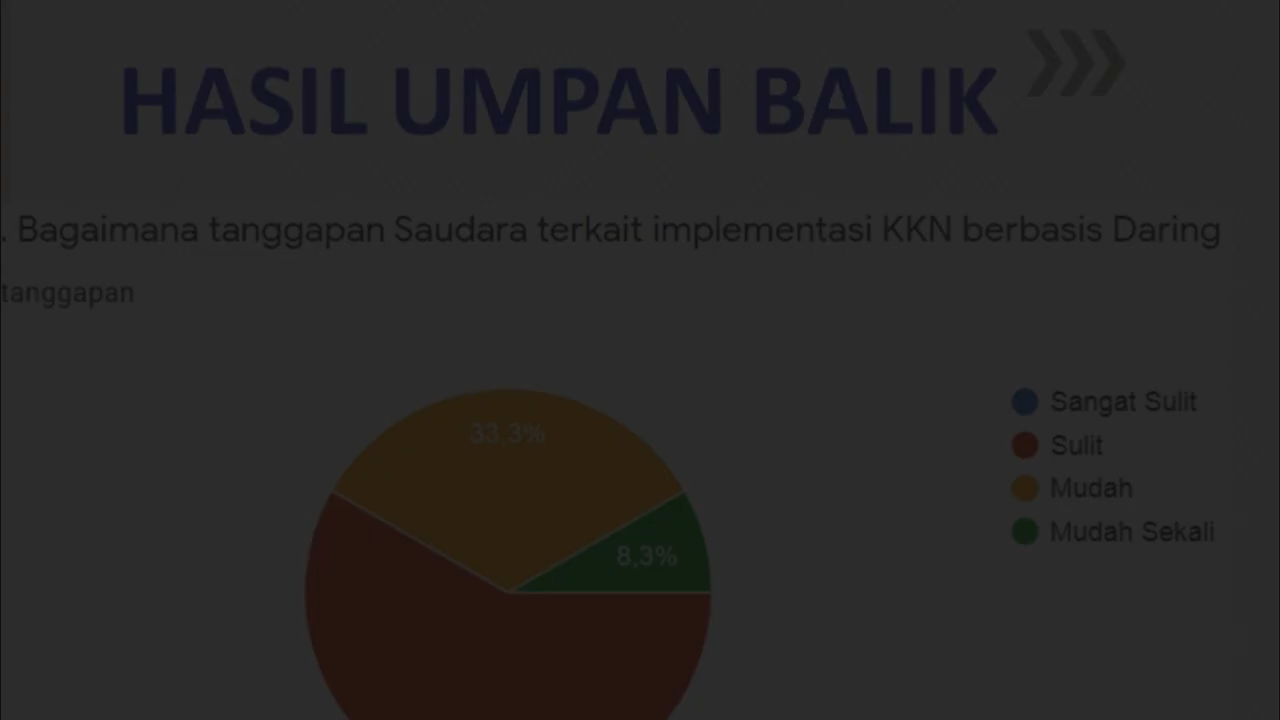 HASIL UMPAN BALIK
. Bagaimana tanggapan Saudara terkait implementasi KKN berbasis Daring
tanggapan
33,3%
8,3%
Sangat Sulit
Sulit
Mudah
Mudah Sekali